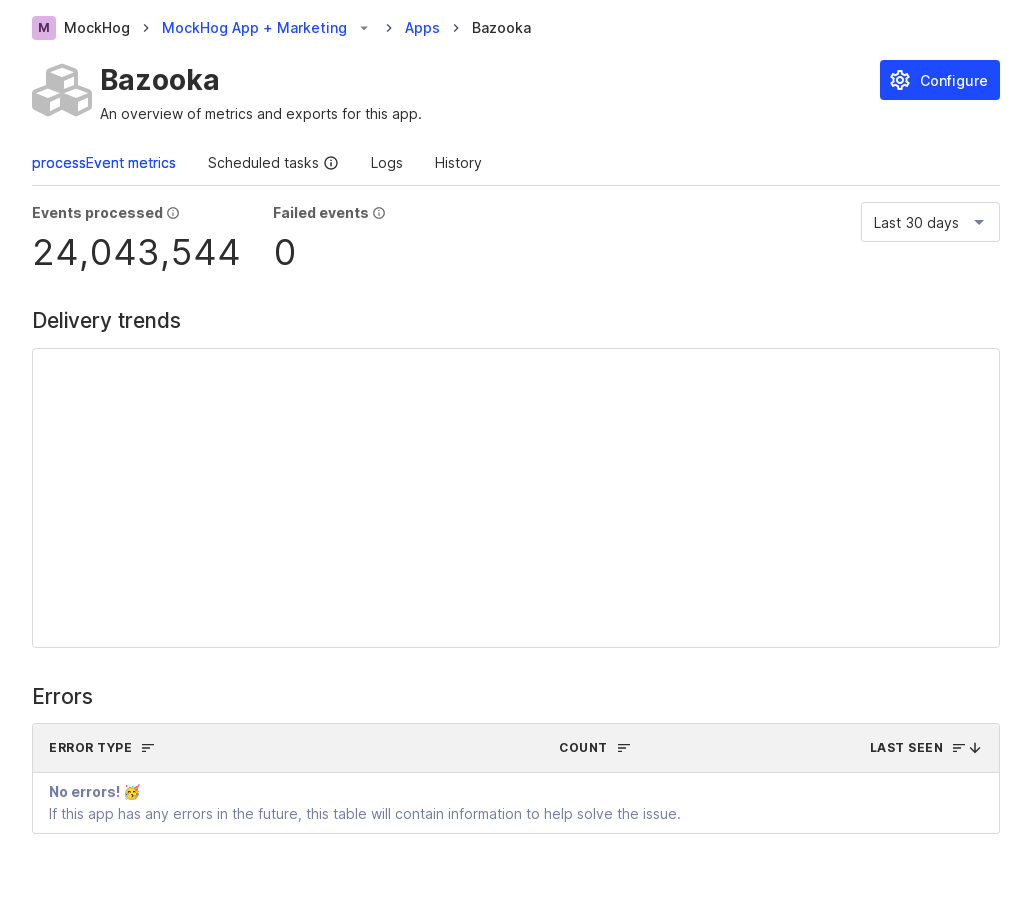 M MockHog MockHog App + Marketing Apps Bazooka
Bazooka
Configure
An overview of metrics and exports for this app.
processEvent metrics Scheduled tasks Logs History
Events processed Failed events
Last 30 days
24,043,544 0
Delivery trends
Errors
ERROR TYPE COUNT LAST SEEN
No errors! 🥳
If this app has any errors in the future, this table will contain information to help solve the issue.